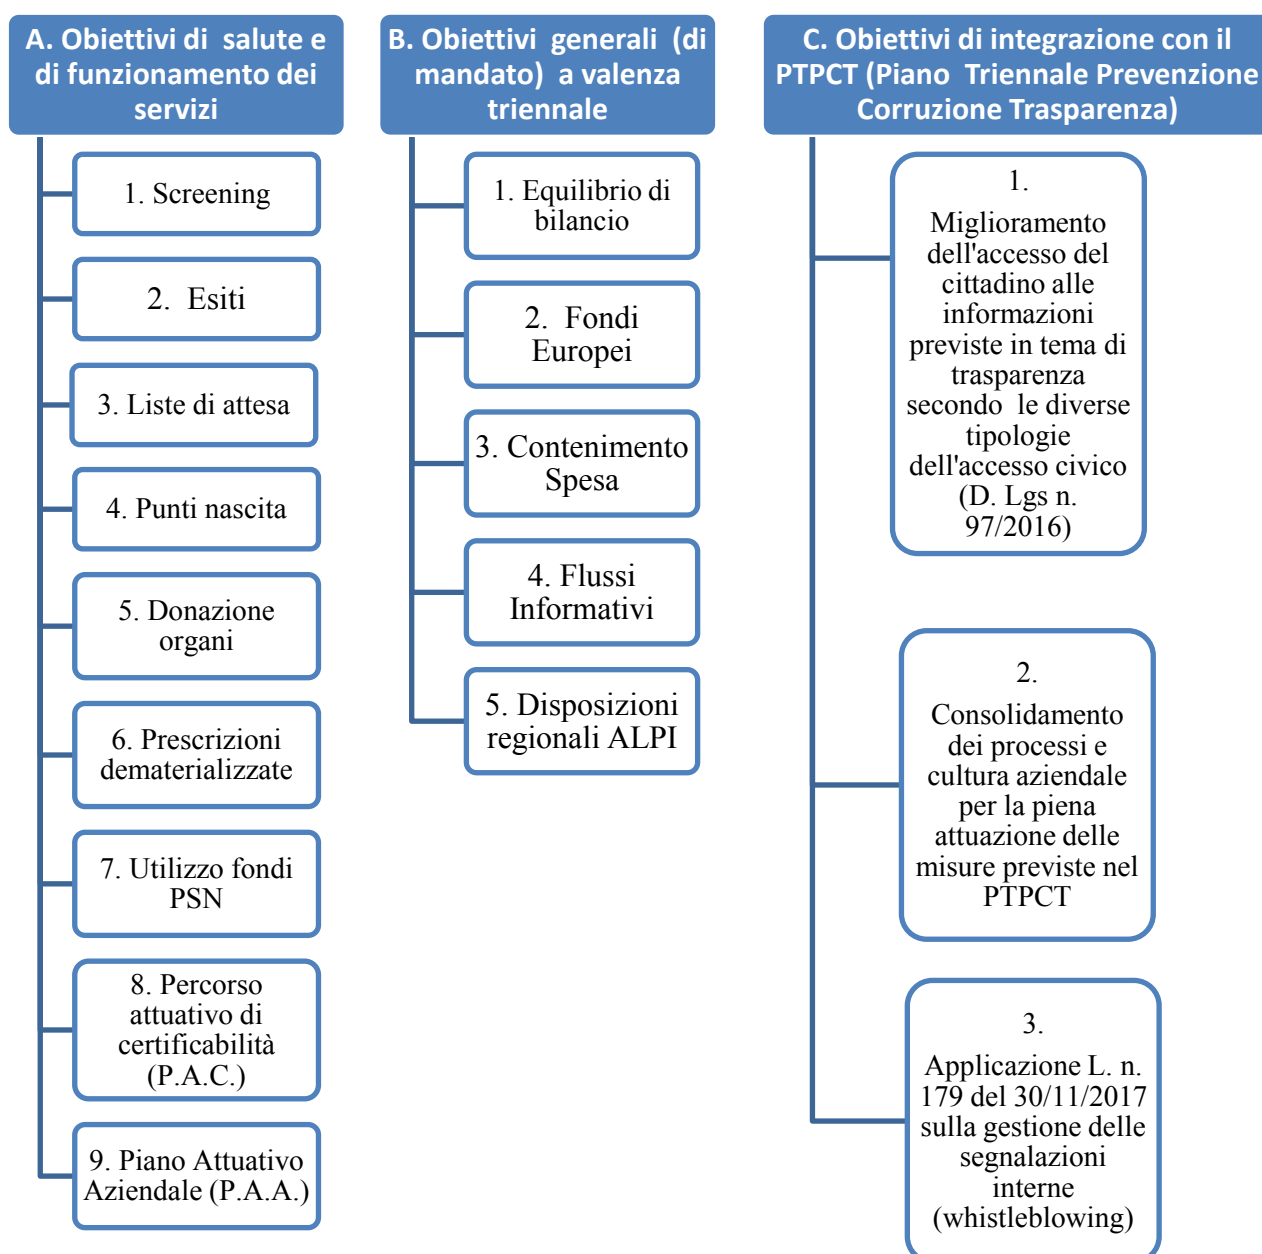 A. Obiettivi di salute e
di funzionamento dei
servizi
1. Screening
2. Esiti
3. Liste di attesa
4. Punti nascita
5. Donazione
organi
6. Prescrizioni
dematerializzate
7. Utilizzo fondi
PSN
8. Percorso
attuativo di
certificabilità
(P.A.C.)
9. Piano Attuativo
Aziendale (P.A.A.)
B. Obiettivi generali (di
mandato) a valenza
triennale
1. Equilibrio di
bilancio
2. Fondi
Europei
3. Contenimento
Spesa
4. Flussi
Informativi
5. Disposizioni
regionali ALPI
C. Obiettivi di integrazione con il
PTPCT (Piano Triennale Prevenzione
Corruzione Trasparenza)
1.
Miglioramento
dell'accesso del
cittadino alle
informazioni
previste in tema di
trasparenza
secondo le diverse
tipologie
dell'accesso civico
(D. Lgs n.
97/2016)
2.
Consolidamento
dei processi e
cultura aziendale
per la piena
attuazione delle
misure previste nel
PTPCT
3.
Applicazione L. n.
179 del 30/11/2017
sulla gestione delle
segnalazioni
interne
(whistleblowing)